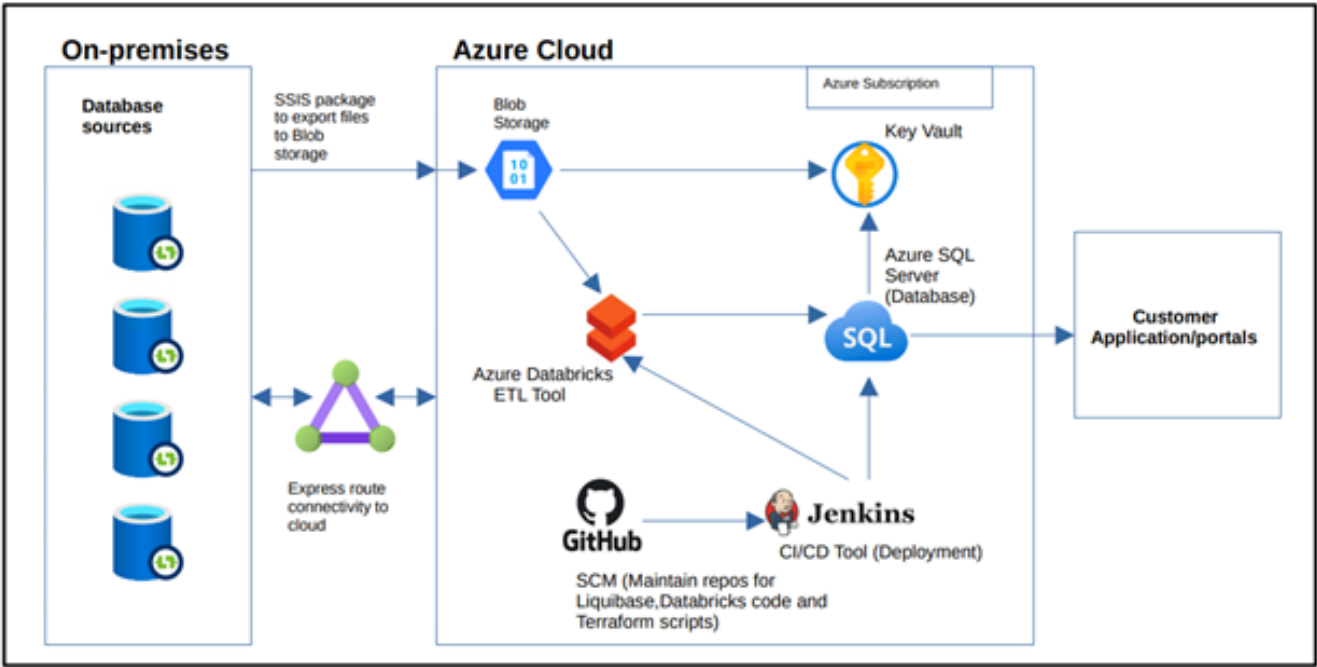 On-premises
Azure Cloud
Database
sources
SSIS package
to export files
to Blob
storage
Blob
Storage
10
01
Azure Subscription
Key Vault
Azure SQL
Server
(Database)
SQL
Customer
Application/portals
Azure Databricks
ETL Tool
Express route
connectivity to
cloud
GitHub
Jenkins
CI/CD Tool (Deployment)
SCM (Maintain repos for
Liquibase,Databricks code and
Terraform scripts)